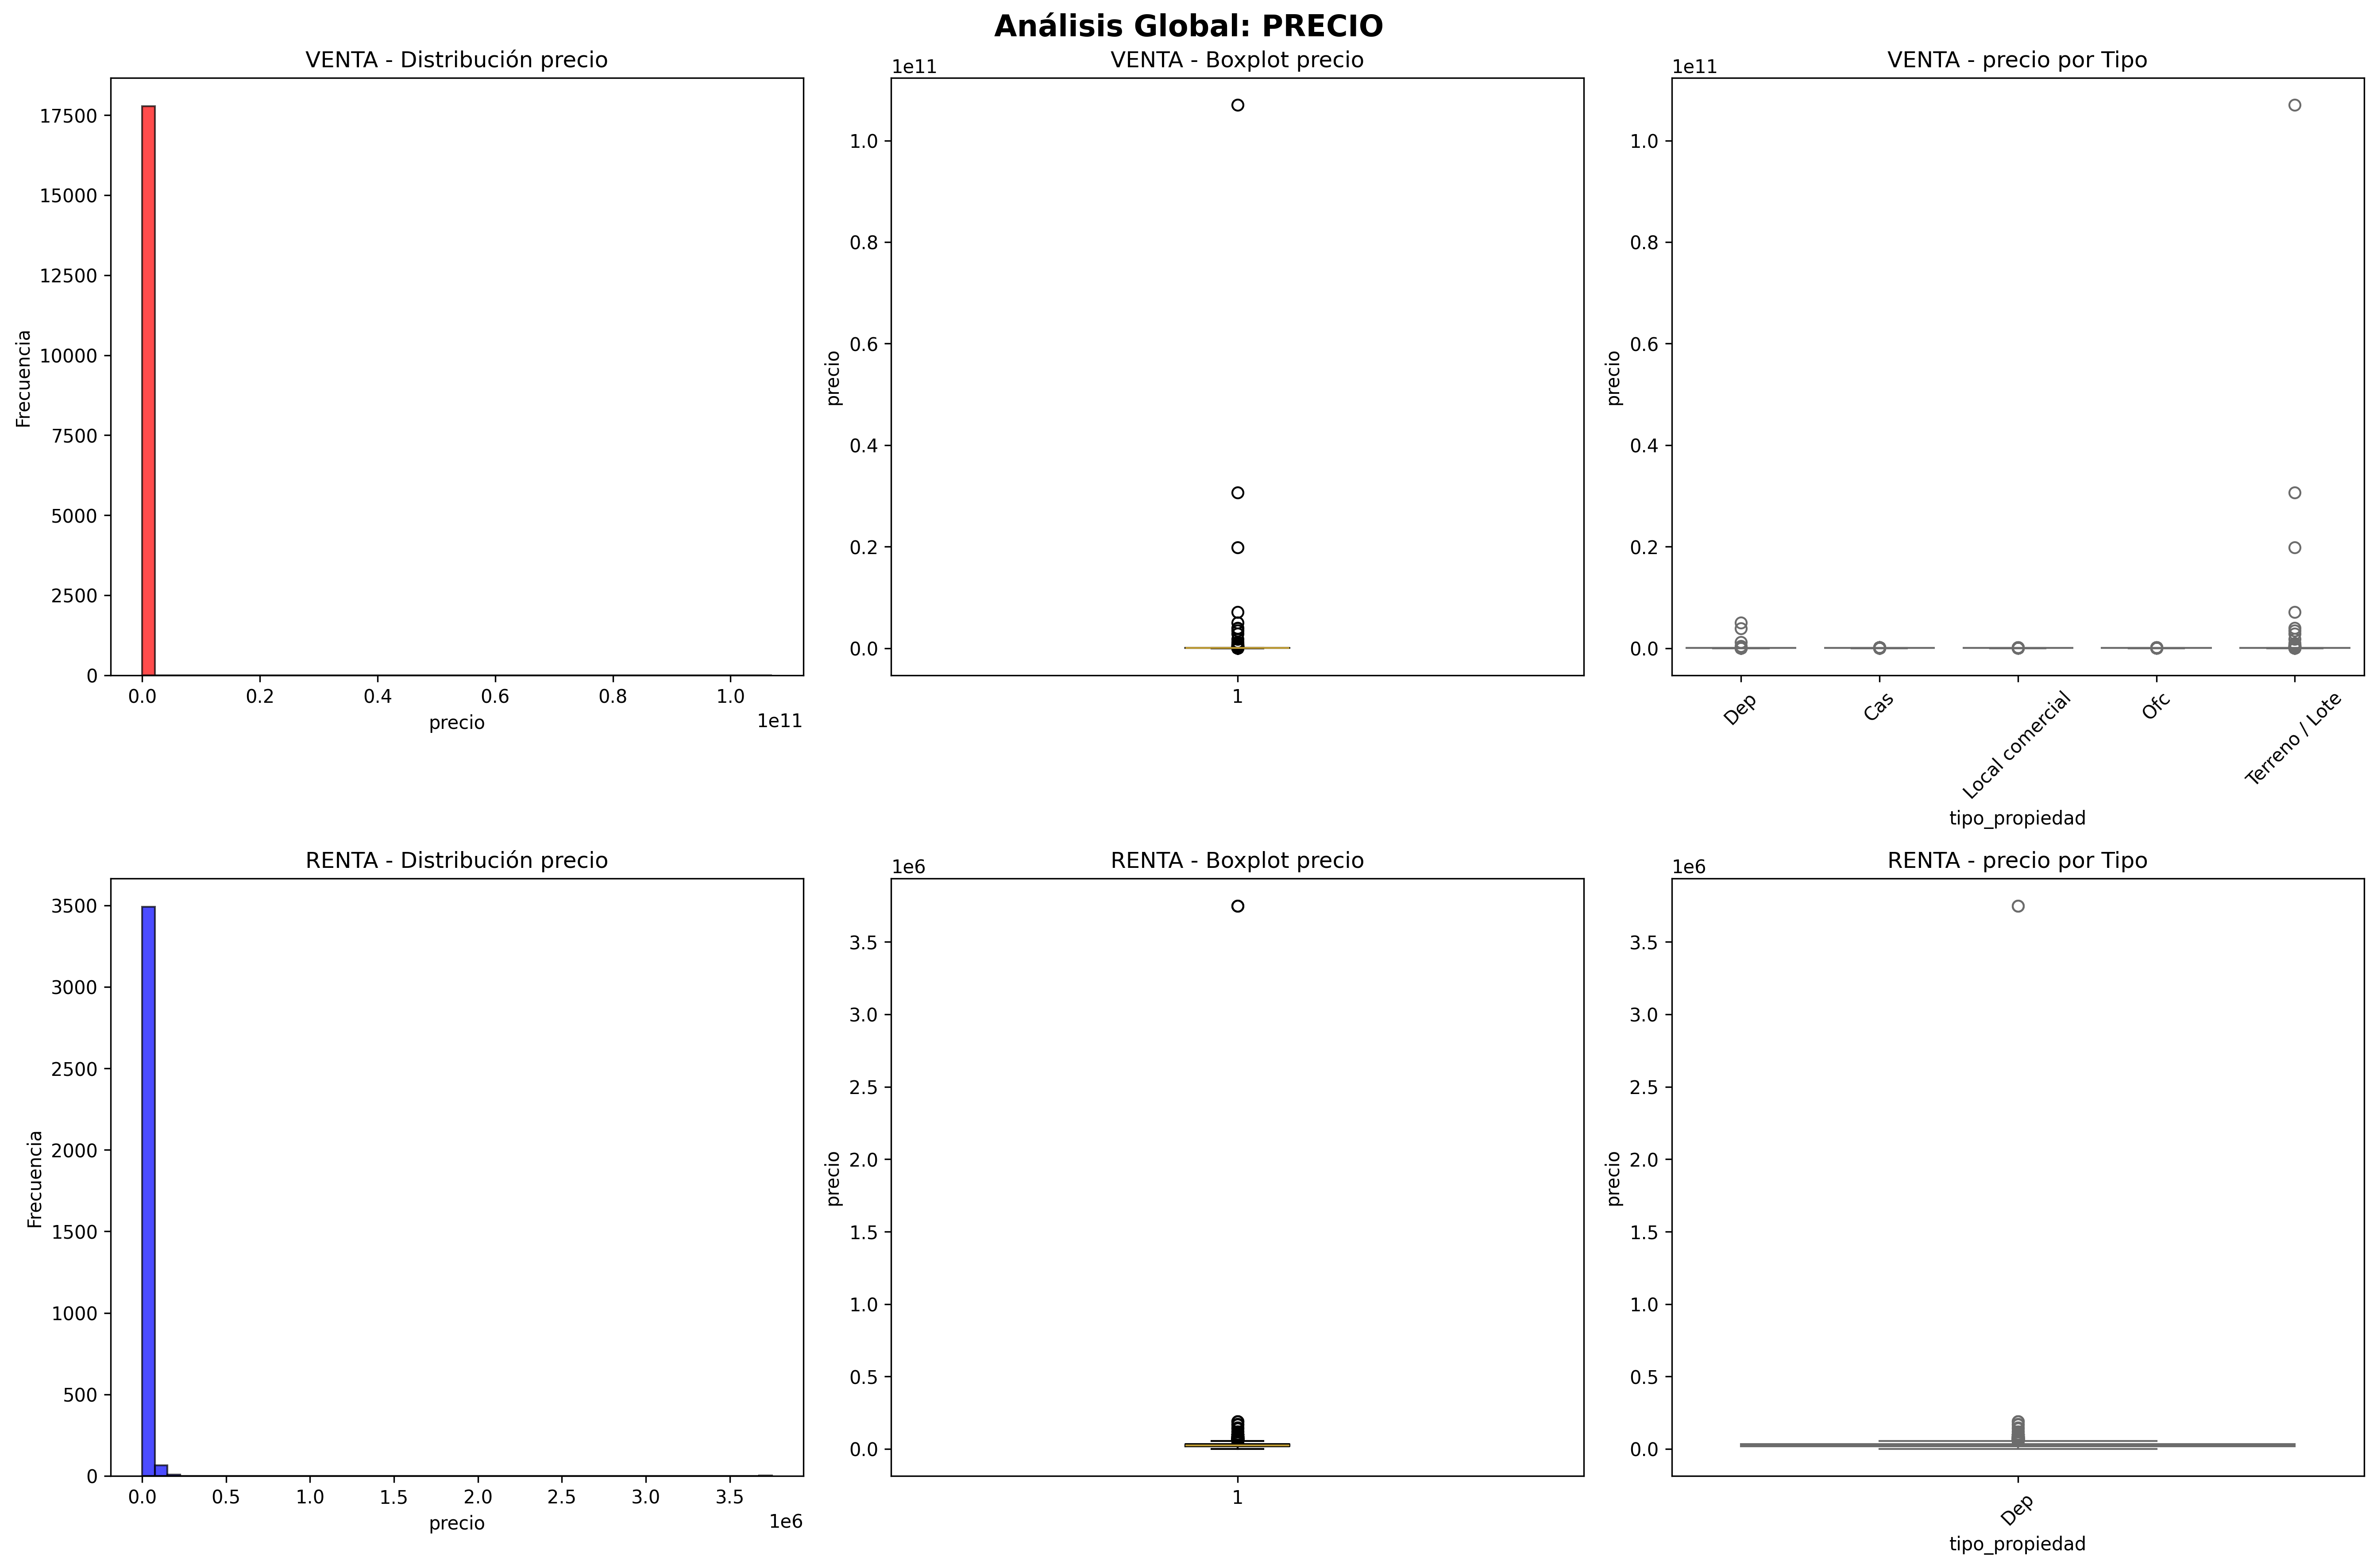 Análisis Global: PRECIO
VENTA - Distribución precio
Frecuencia
17500
15000
12500
10000
7500
5000
2500
0
0.0 0.2 0.4 0.6 0.8 1.0
1e11
precio
VENTA - Boxplot precio
1e11
precio
1.0
0.8
0.6
0.4
0.2
0.0
1
VENTA - precio por Tipo
1e11
precio
1.0
0.8
0.6
0.4
0.2
0.0
Dep
Cas
Local comercial
Ofc
Terreno / Lote
tipo_propiedad
RENTA - Distribución precio
Frecuencia
3500
3000
2500
2000
1500
1000
500
0
0.0 0.5 1.0 1.5 2.0 2.5 3.0 3.5
1e6
precio
RENTA - Boxplot precio
1e6
precio
3.5
3.0
2.5
2.0
1.5
1.0
0.5
0.0
1
RENTA - precio por Tipo
1e6
precio
3.5
3.0
2.5
2.0
1.5
1.0
0.5
0.0
Dep
tipo_propiedad